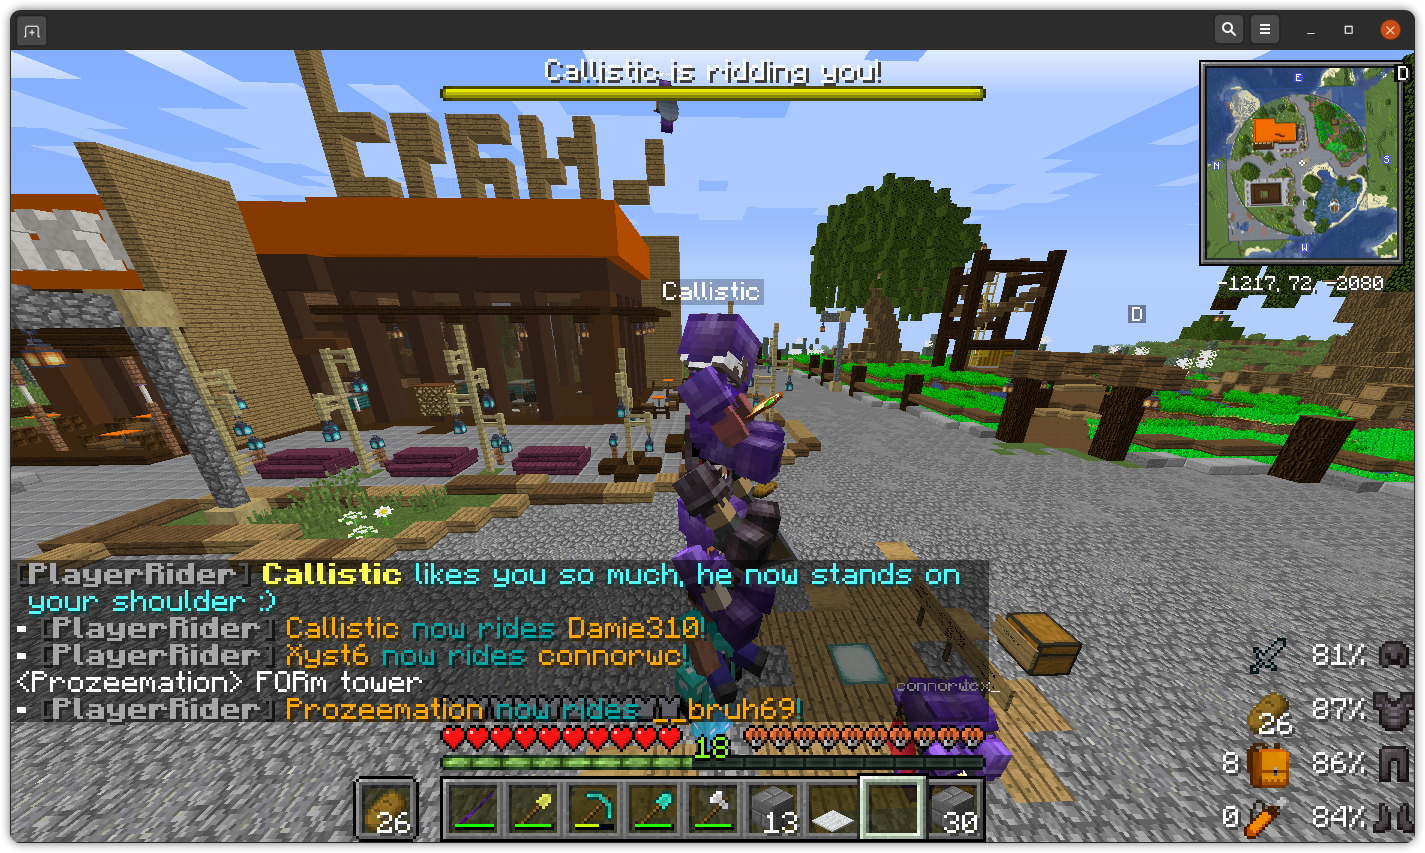 Callistic is ridding you!
D
E
N
S
W
-1217, 72, -2080
Callistic
D
[PlayerRider] Callistic likes you so much, he now stands on
your shoulder :)
[PlayerRider] Callistic now rides Damie310!
[PlayerRider] Xyst6 now rides connorwc!
<Prozeemation> FORm tower
[PlayerRider] Prozeemation now rides __bruh69!
81%
26
87%
8
86%
0
84%
18
26
13
30